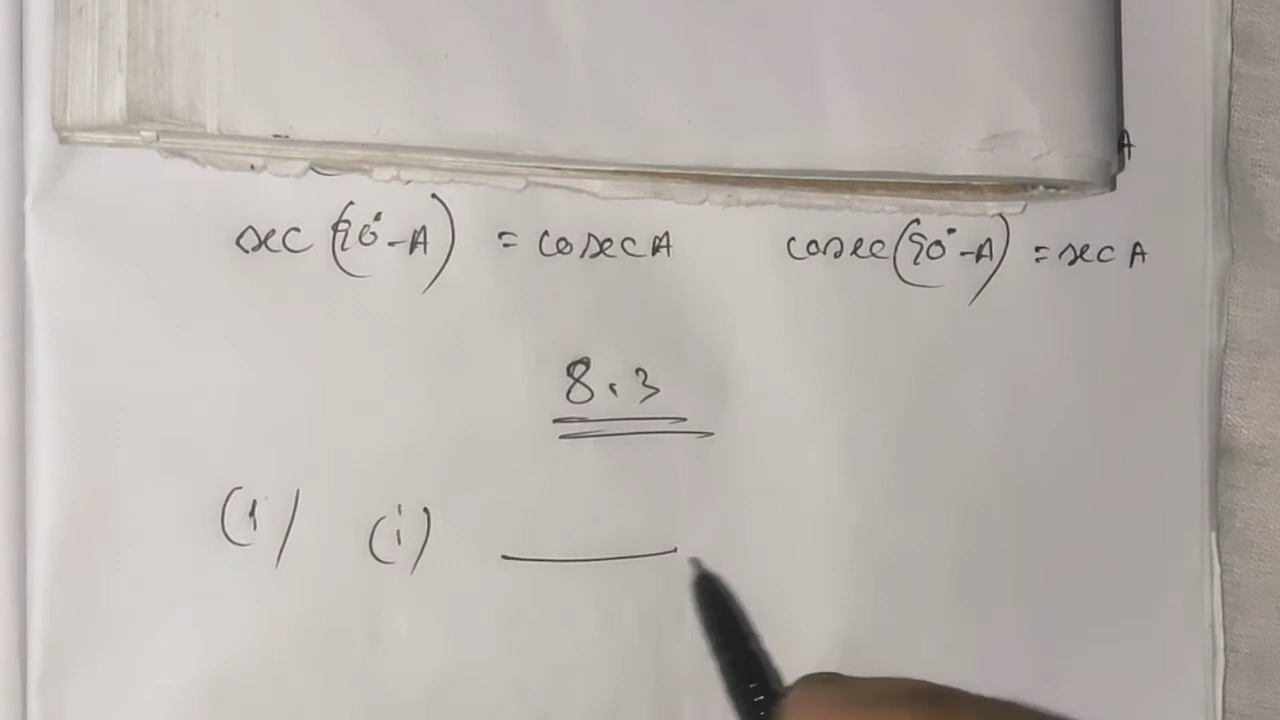 A
sec (90°-A) = cosec A cosec (90°-A) = sec A
8.3
(1) (i)